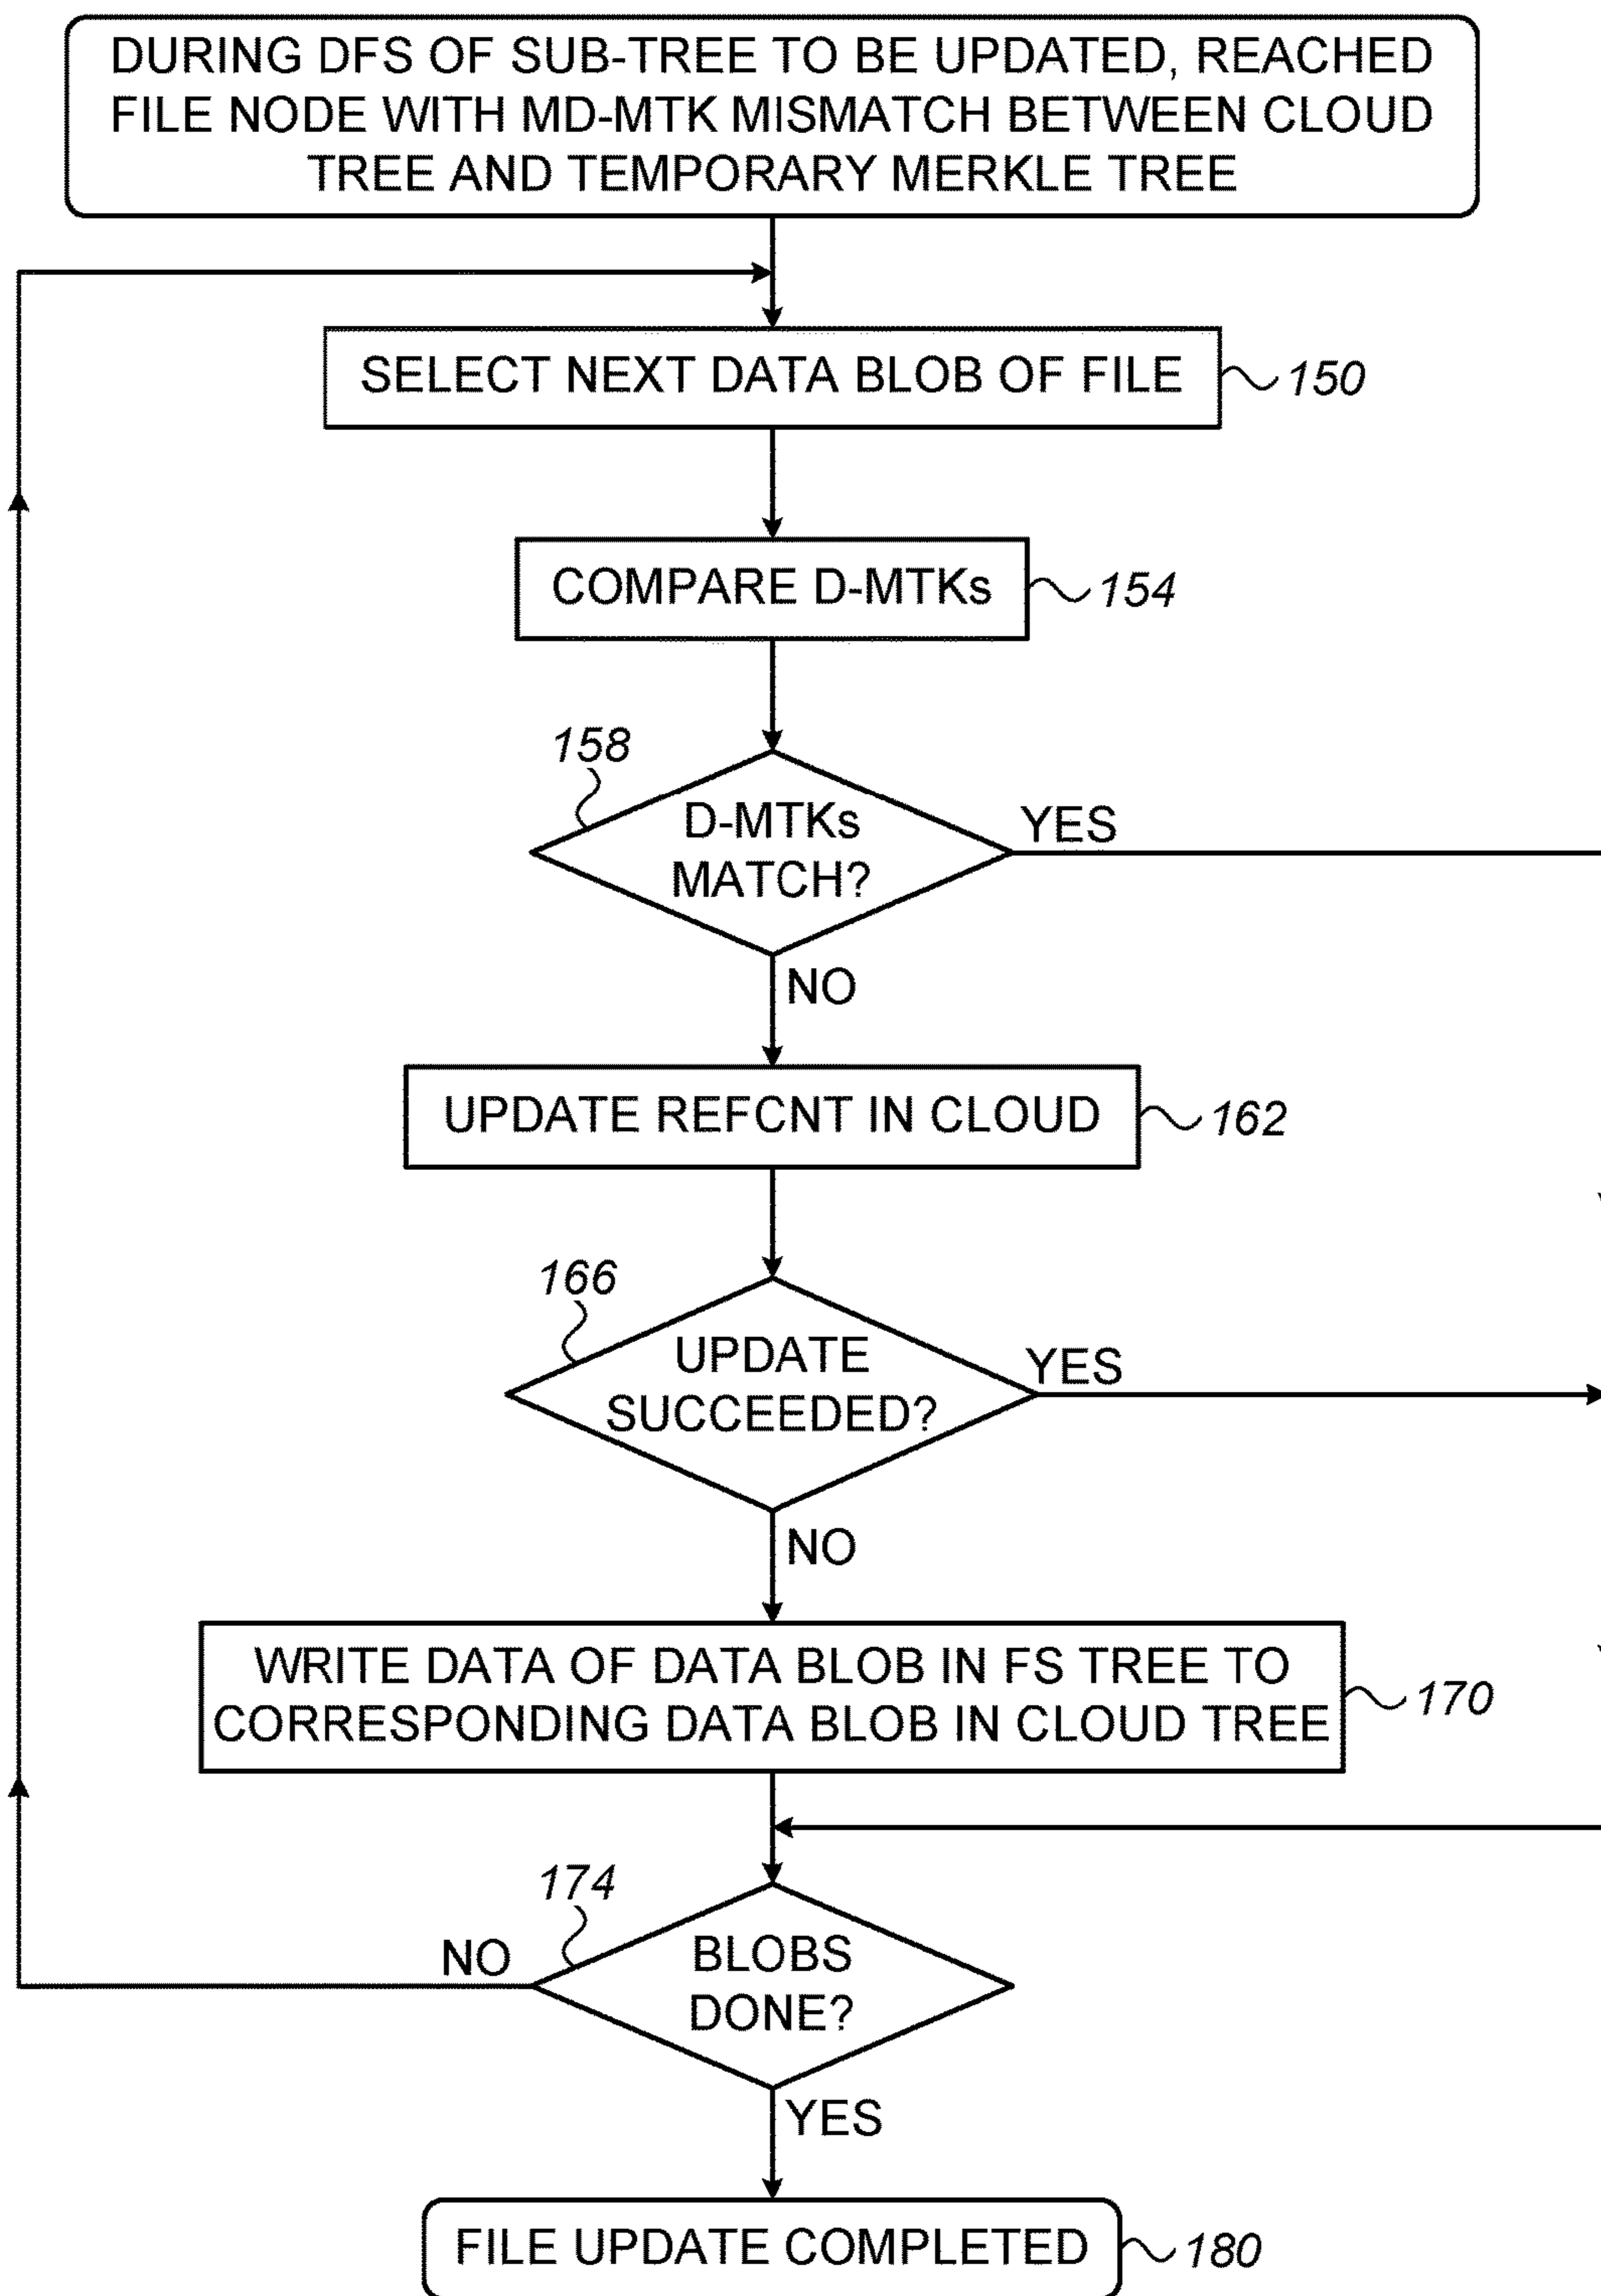 DURING DFS OF SUB-TREE TO BE UPDATED, REACHED
FILE NODE WITH MD-MTK MISMATCH BETWEEN CLOUD
TREE AND TEMPORARY MERKLE TREE
SELECT NEXT DATA BLOB OF FILE
150
COMPARE D-MTKs
154
158
D-MTKs
MATCH?
YES
NO
UPDATE REFCNT IN CLOUD
162
166
UPDATE
SUCCEEDED?
YES
NO
WRITE DATA OF DATA BLOB IN FS TREE TO
CORRESPONDING DATA BLOB IN CLOUD TREE
170
174
BLOBS
DONE?
NO
YES
FILE UPDATE COMPLETED
180